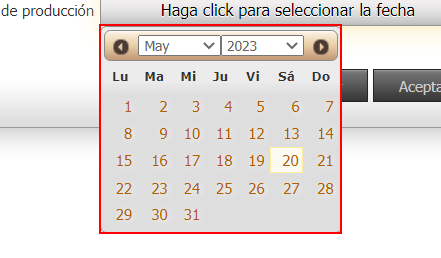 de producción
Haga click para seleccionar la fecha
May 2023
Lu Ma Mi Ju Vi Sá Do
1 2 3 4 5 6 7
8 9 10 11 12 13 14
Acepta
15 16 17 18 19 20 21
22 23 24 25 26 27 28
29 30 31